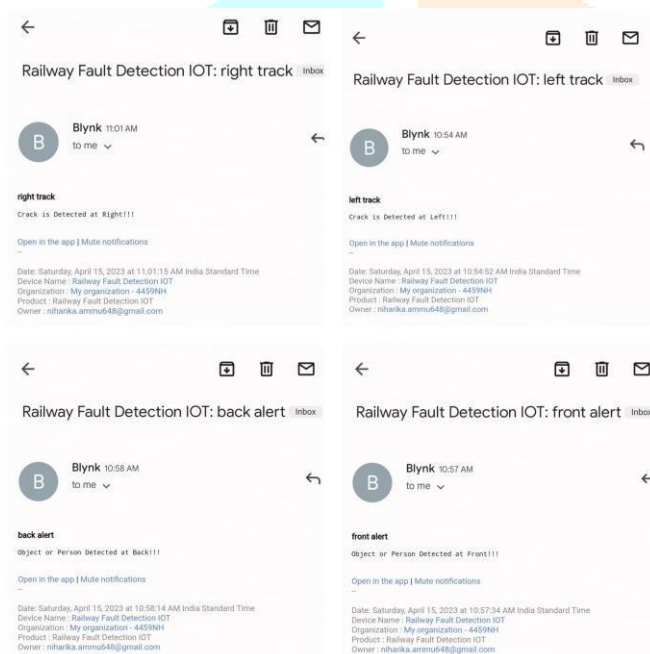 Railway Fault Detection IOT: right track Inbox
B
Blynk 11:01 AM
to me
right track
Crack is Detected at Right!!!
Open in the app | Mute notifications
--
Date: Saturday, April 15, 2023 at 11:01:15 AM India Standard Time
Device Name : Railway Fault Detection IOT
Organization : My organization - 4459NH
Product : Railway Fault Detection IOT
Owner : niharika.ammu648@gmail.com
Railway Fault Detection IOT: left track Inbox
B
Blynk 10:54 AM
to me
left track
Crack is Detected at Left!!!
Open in the app | Mute notifications
--
Date: Saturday, April 15, 2023 at 10:54:52 AM India Standard Time
Device Name : Railway Fault Detection IOT
Organization : My organization - 4459NH
Product : Railway Fault Detection IOT
Owner : niharika.ammu648@gmail.com
Railway Fault Detection IOT: back alert Inbox
B
Blynk 10:58 AM
to me
back alert
Object or Person Detected at Back!!!
Open in the app | Mute notifications
--
Date: Saturday, April 15, 2023 at 10:58:14 AM India Standard Time
Device Name : Railway Fault Detection IOT
Organization : My organization - 4459NH
Product : Railway Fault Detection IOT
Owner : niharika.ammu648@gmail.com
Railway Fault Detection IOT: front alert Inbox
B
Blynk 10:57 AM
to me
front alert
Object or Person Detected at Front!!!
Open in the app | Mute notifications
--
Date: Saturday, April 15, 2023 at 10:57:34 AM India Standard Time
Device Name : Railway Fault Detection IOT
Organization : My organization - 4459NH
Product : Railway Fault Detection IOT
Owner : niharika.ammu648@gmail.com